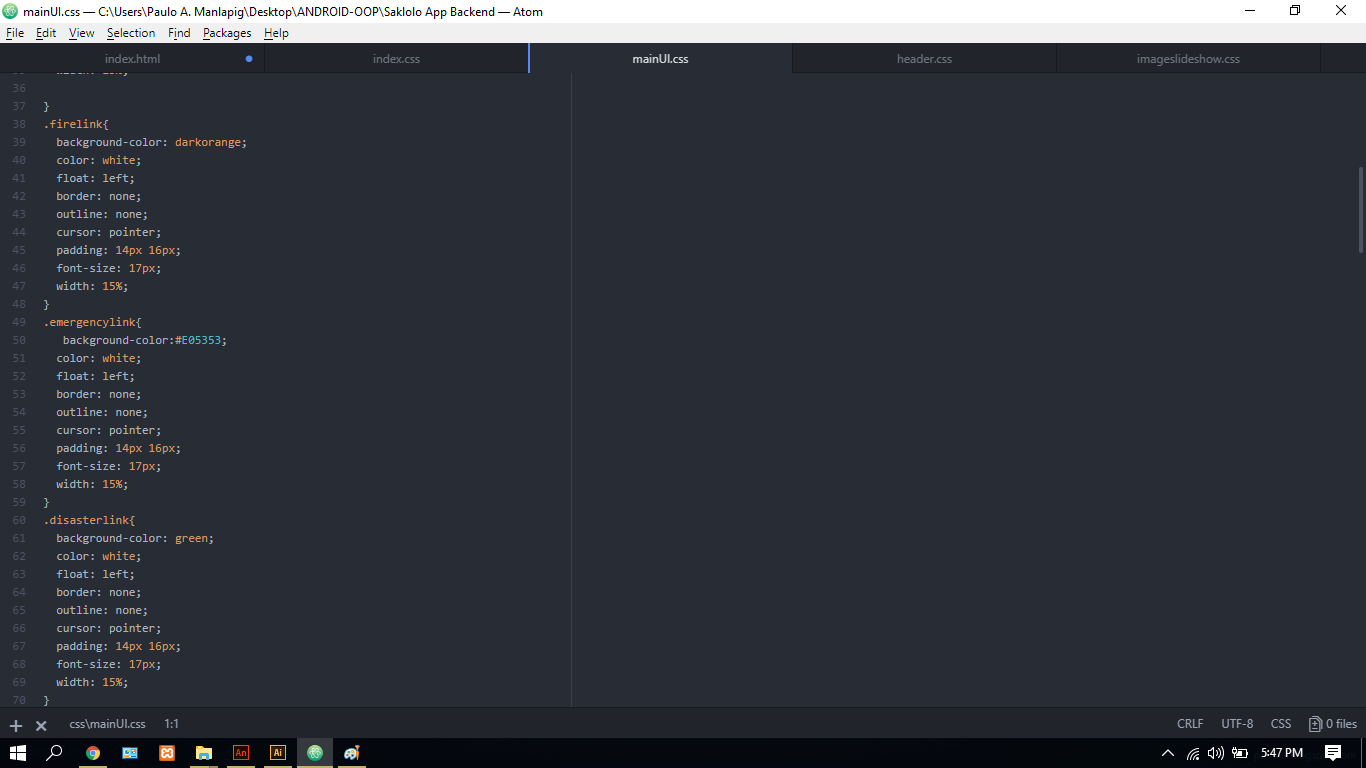 mainUI.css — C:\Users\Paulo A. Manlapig\Desktop\ANDROID-OOP\Saklolo App Backend — Atom
File Edit View Selection Find Packages Help
index.html index.css mainUI.css header.css imageslideshow.css
36
37 }
38 .firelink{
39 background-color: darkorange;
40 color: white;
41 float: left;
42 border: none;
43 outline: none;
44 cursor: pointer;
45 padding: 14px 16px;
46 font-size: 17px;
47 width: 15%;
48 }
49 .emergencylink{
50 background-color:#E05353;
51 color: white;
52 float: left;
53 border: none;
54 outline: none;
55 cursor: pointer;
56 padding: 14px 16px;
57 font-size: 17px;
58 width: 15%;
59 }
60 .disasterlink{
61 background-color: green;
62 color: white;
63 float: left;
64 border: none;
65 outline: none;
66 cursor: pointer;
67 padding: 14px 16px;
68 font-size: 17px;
69 width: 15%;
70 }
css\mainUI.css 1:1 CRLF UTF-8 CSS 0 files
An Ai 5:47 PM